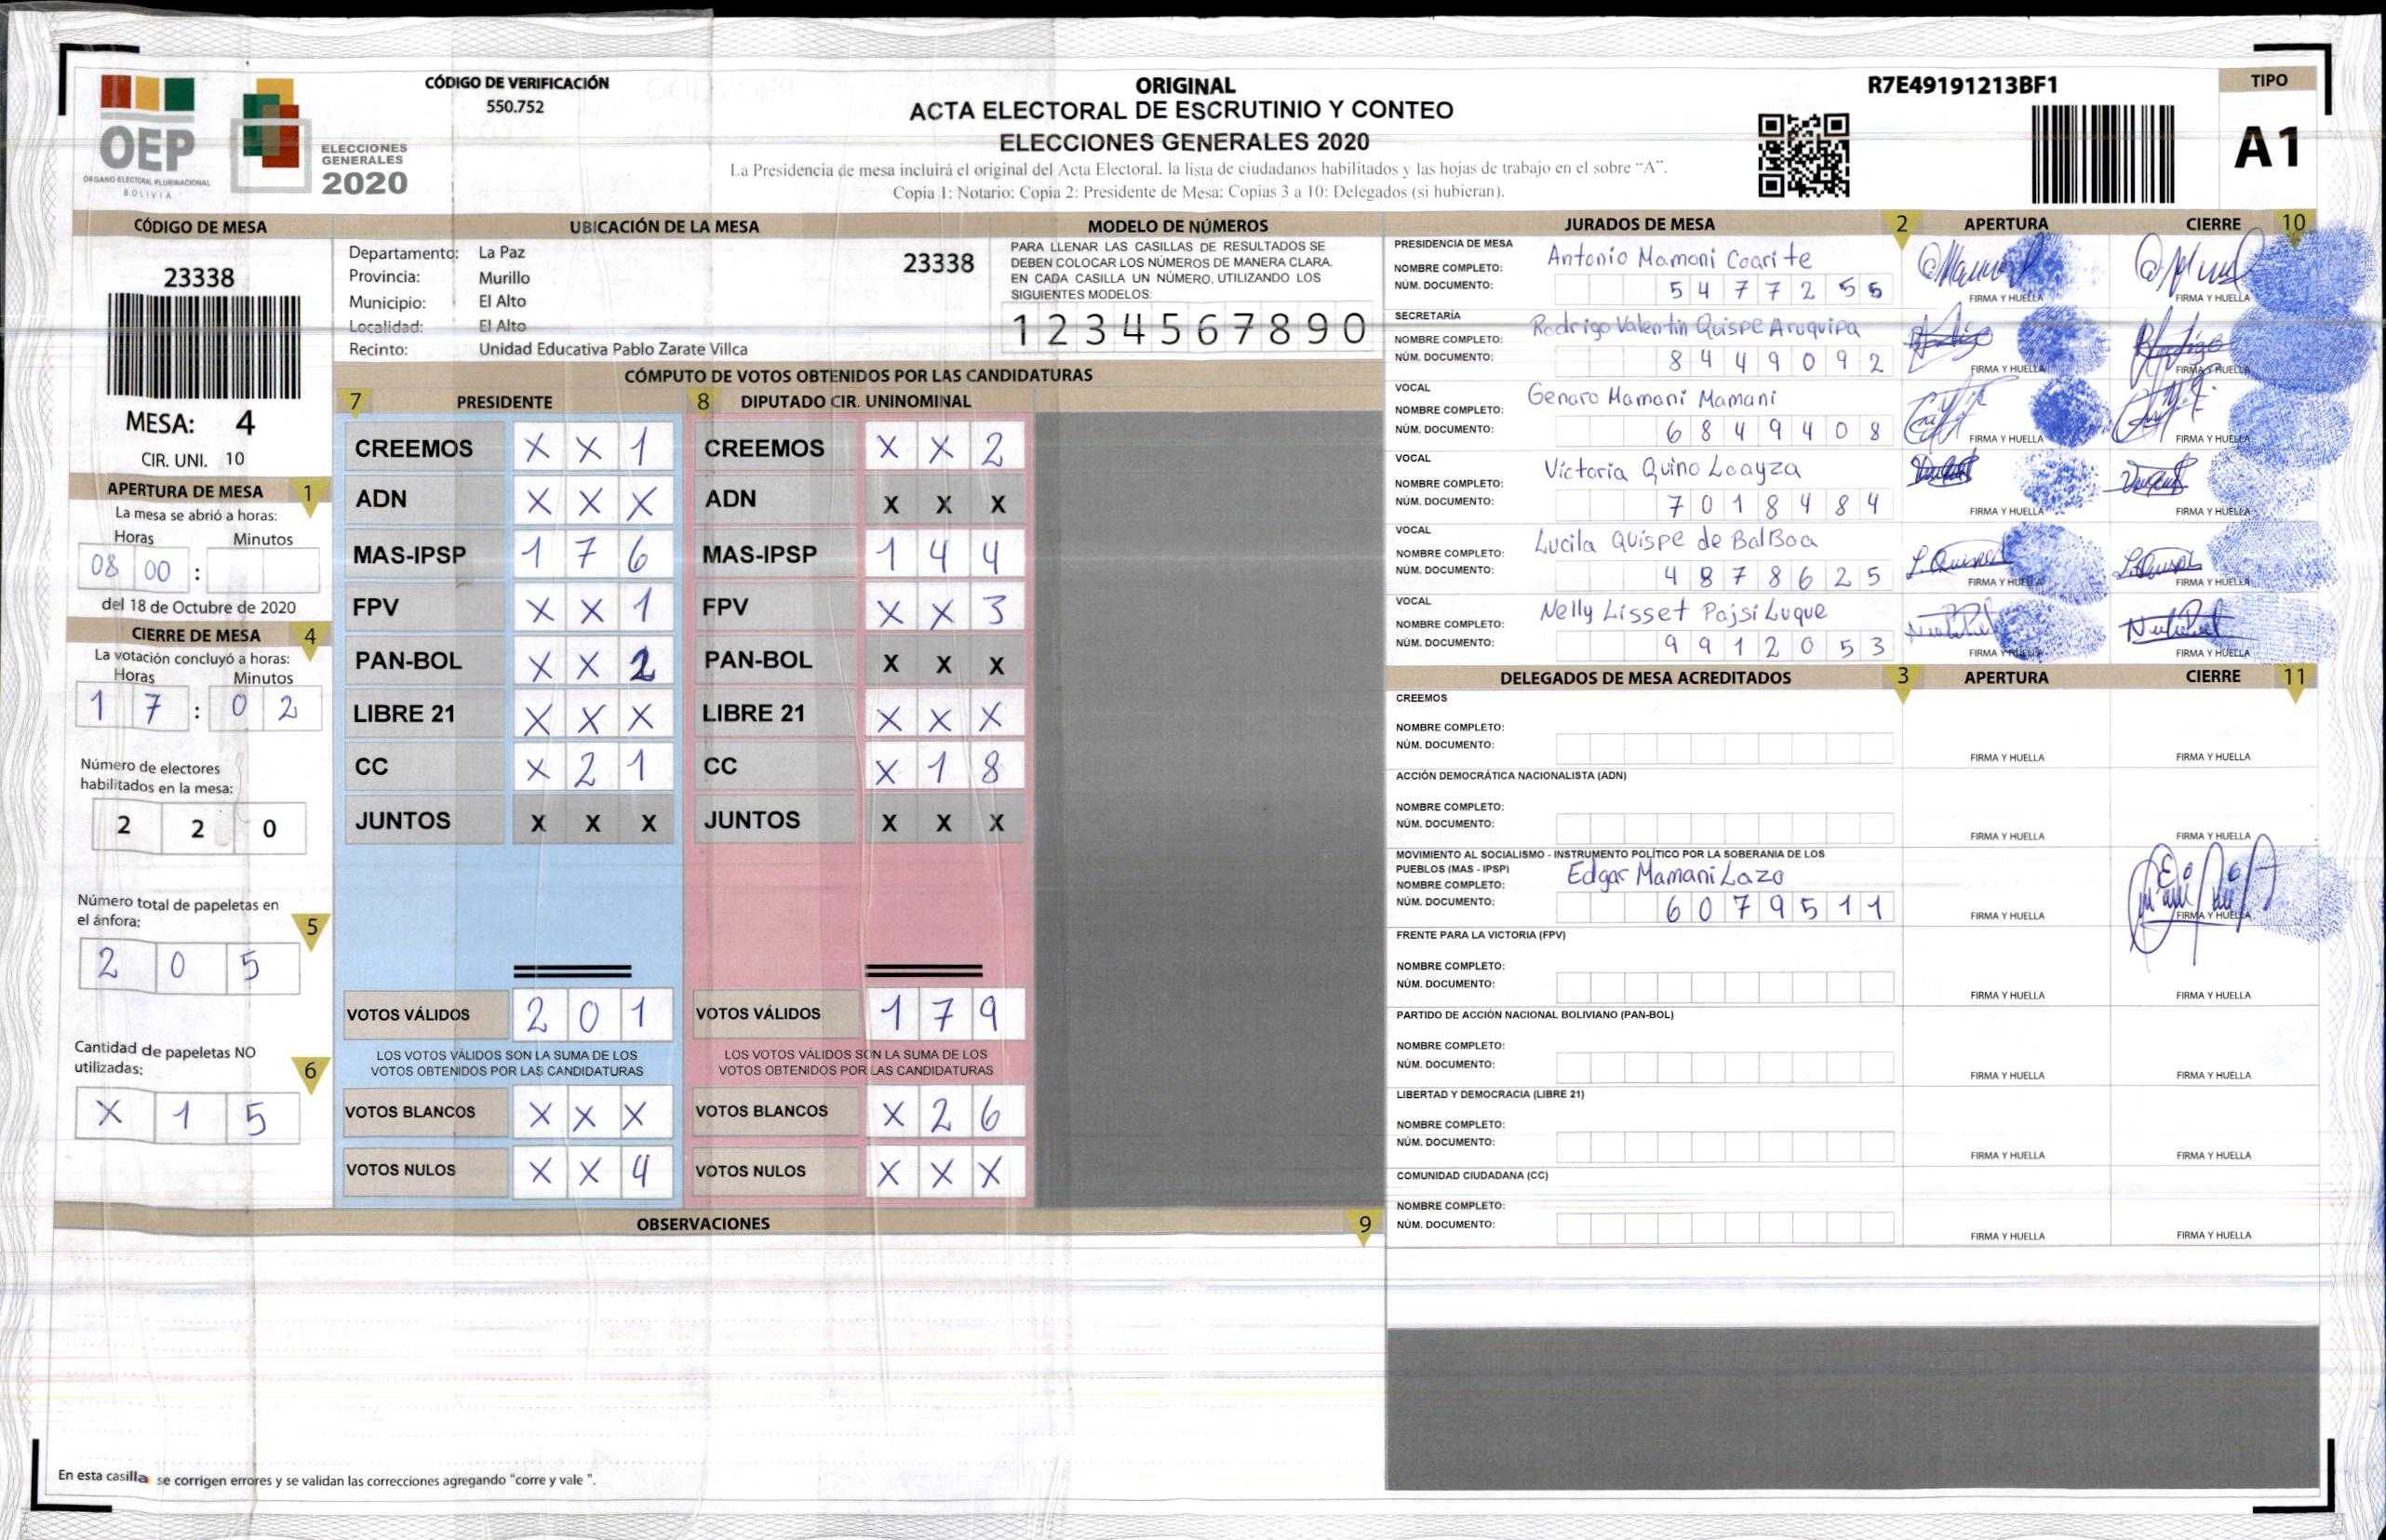 CÓDIGO DE VERIFICACIÓN
550.752
ORIGINAL
ACTA ELECTORAL DE ESCRUTINIO Y CONTEO
ELECCIONES GENERALES 2020
La Presidencia de mesa incluirá el original del Acta Electoral, la lista de ciudadanos habilitados y las hojas de trabajo en el sobre "A".
Copia 1: Notario: Copia 2: Presidente de Mesa: Copias 3 a 10: Delegados (si hubieran).
R7E49191213BF1
TIPO
A1
OEP
ÓRGANO ELECTORAL PLURINACIONAL
BOLIVIA
ELECCIONES
GENERALES
2020
CÓDIGO DE MESA
23338
MESA: 4
CIR. UNI. 10
APERTURA DE MESA 1
La mesa se abrió a horas:
Horas Minutos
08 00 :
del 18 de Octubre de 2020
CIERRE DE MESA 4
La votación concluyó a horas:
Horas Minutos
1 7 : 0 2
Número de electores
habilitados en la mesa:
2 2 0
Número total de papeletas en
el ánfora: 5
2 0 5
Cantidad de papeletas NO
utilizadas: 6
X 1 5
UBICACIÓN DE LA MESA
Departamento: La Paz
23338
Provincia: Murillo
Municipio: El Alto
Localidad: El Alto
Recinto: Unidad Educativa Pablo Zarate Villca
MODELO DE NÚMEROS
PARA LLENAR LAS CASILLAS DE RESULTADOS SE
DEBEN COLOCAR LOS NÚMEROS DE MANERA CLARA.
EN CADA CASILLA UN NÚMERO, UTILIZANDO LOS
SIGUIENTES MODELOS:
1 2 3 4 5 6 7 8 9 0
CÓMPUTO DE VOTOS OBTENIDOS POR LAS CANDIDATURAS
7 PRESIDENTE
CREEMOS X X 1
ADN X X X
MAS-IPSP 1 7 6
FPV X X 1
PAN-BOL X X 2
LIBRE 21 X X X
CC X 2 1
JUNTOS X X X
VOTOS VÁLIDOS 2 0 1
LOS VOTOS VÁLIDOS SON LA SUMA DE LOS
VOTOS OBTENIDOS POR LAS CANDIDATURAS
VOTOS BLANCOS X X X
VOTOS NULOS X X 4
8 DIPUTADO CIR. UNINOMINAL
CREEMOS X X 2
ADN X X X
MAS-IPSP 1 4 4
FPV X X 3
PAN-BOL X X X
LIBRE 21 X X X
CC X 1 8
JUNTOS X X X
VOTOS VÁLIDOS 1 7 9
LOS VOTOS VÁLIDOS SON LA SUMA DE LOS
VOTOS OBTENIDOS POR LAS CANDIDATURAS
VOTOS BLANCOS X 2 6
VOTOS NULOS X X X
OBSERVACIONES 9
En esta casilla se corrigen errores y se validan las correcciones agregando "corre y vale ".
JURADOS DE MESA 2 APERTURA CIERRE 10
PRESIDENCIA DE MESA
NOMBRE COMPLETO: Antonio Mamani Coarite
NÚM. DOCUMENTO: 5 4 7 7 2 5 5
FIRMA Y HUELLA FIRMA Y HUELLA
SECRETARÍA
NOMBRE COMPLETO: Rodrigo Valentin Quispe Aruquipa
NÚM. DOCUMENTO: 8 4 4 9 0 9 2
FIRMA Y HUELLA FIRMA Y HUELLA
VOCAL
NOMBRE COMPLETO: Genaro Mamani Mamani
NÚM. DOCUMENTO: 6 8 4 9 4 0 8
FIRMA Y HUELLA FIRMA Y HUELLA
VOCAL
NOMBRE COMPLETO: Victoria Quino Loayza
NÚM. DOCUMENTO: 7 0 1 8 4 8 4
FIRMA Y HUELLA FIRMA Y HUELLA
VOCAL
NOMBRE COMPLETO: Lucila Quispe de BalBoa
NÚM. DOCUMENTO: 4 8 7 8 6 2 5
FIRMA Y HUELLA FIRMA Y HUELLA
VOCAL
NOMBRE COMPLETO: Nelly Lisset Pajsi Luque
NÚM. DOCUMENTO: 9 9 1 2 0 5 3
FIRMA Y HUELLA FIRMA Y HUELLA
DELEGADOS DE MESA ACREDITADOS 3 APERTURA CIERRE 11
CREEMOS
NOMBRE COMPLETO:
NÚM. DOCUMENTO:
FIRMA Y HUELLA FIRMA Y HUELLA
ACCIÓN DEMOCRÁTICA NACIONALISTA (ADN)
NOMBRE COMPLETO:
NÚM. DOCUMENTO:
FIRMA Y HUELLA FIRMA Y HUELLA
MOVIMIENTO AL SOCIALISMO - INSTRUMENTO POLÍTICO POR LA SOBERANIA DE LOS
PUEBLOS (MAS - IPSP)
NOMBRE COMPLETO: Edgar Mamani Lazo
NÚM. DOCUMENTO: 6 0 7 9 5 1 1
FIRMA Y HUELLA FIRMA Y HUELLA
FRENTE PARA LA VICTORIA (FPV)
NOMBRE COMPLETO:
NÚM. DOCUMENTO:
FIRMA Y HUELLA FIRMA Y HUELLA
PARTIDO DE ACCIÓN NACIONAL BOLIVIANO (PAN-BOL)
NOMBRE COMPLETO:
NÚM. DOCUMENTO:
FIRMA Y HUELLA FIRMA Y HUELLA
LIBERTAD Y DEMOCRACIA (LIBRE 21)
NOMBRE COMPLETO:
NÚM. DOCUMENTO:
FIRMA Y HUELLA FIRMA Y HUELLA
COMUNIDAD CIUDADANA (CC)
NOMBRE COMPLETO:
NÚM. DOCUMENTO:
FIRMA Y HUELLA FIRMA Y HUELLA